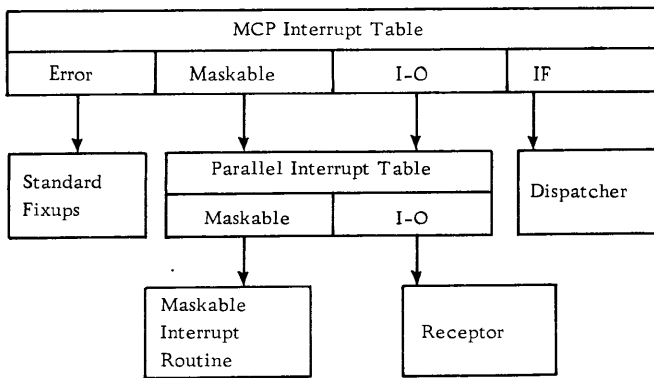 MCP Interrupt Table
Error Maskable I-O IF
Standard
Fixups
Parallel Interrupt Table
Maskable I-O
Dispatcher
Maskable
Interrupt
Routine
Receptor